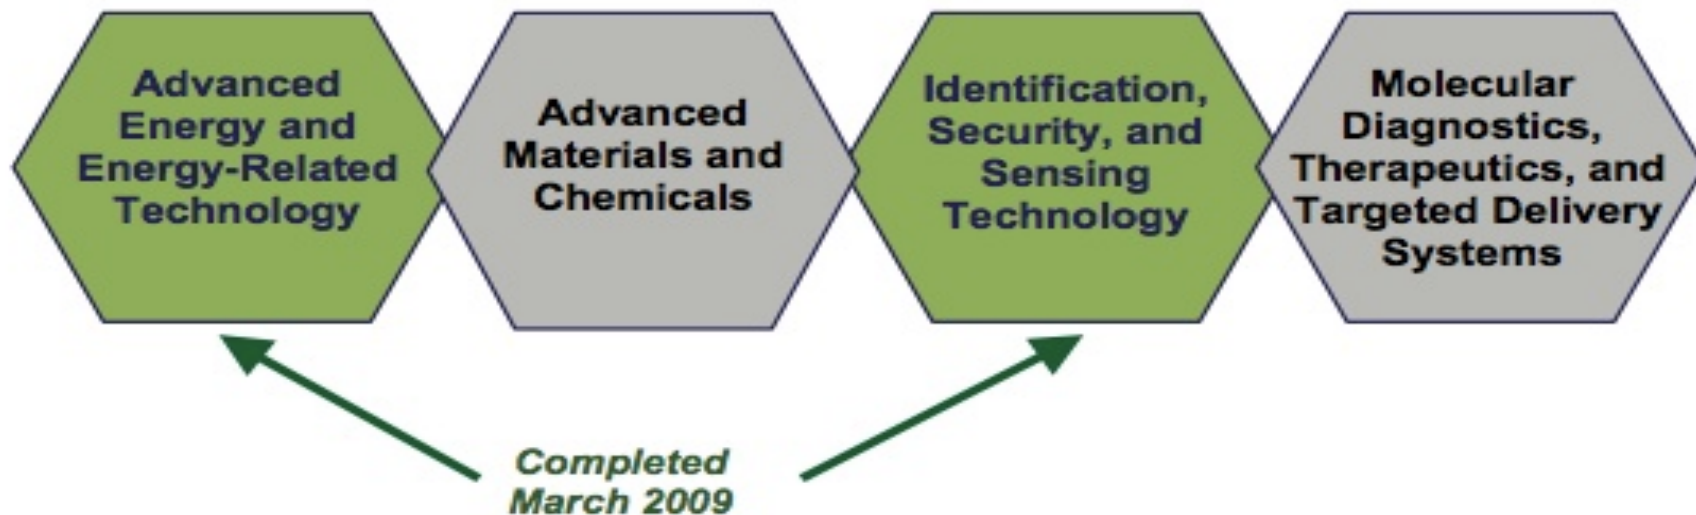 Advanced
Energy and
Energy-Related
Technology
Advanced
Materials and
Chemicals
Identification,
Security, and
Sensing
Technology
Molecular
Diagnostics,
Therapeutics, and
Targeted Delivery
Systems
Completed
March 2009